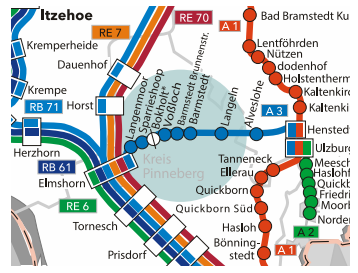 Itzehoe
RE 70
A 1
Bad Bramstedt Ku
RE 7
Kremperheide
Lentföhrden
Nützen
Dauenhof
dodenhof
Holstentherm
Krempe
Kaltenkirc
Horst
Kaltenki
RB 71
Langenmoor
Sparrieshoop
Bokholt*
Voßloch
Barmstedt Brunnenstr.
Barmstedt
Langeln
Alveslohe
A 3
Henstedt
Herzhorn
Ulzburg
Kreis
Pinneberg
Tanneneck
Meesch
RB 61
Ellerau
Haslohf
Elmshorn
Quickborn
Quickb
Friedri
RE 6
Quickborn Süd
Moorb
Norder
Tornesch
Hasloh
A 2
Bönning-
stedt
Prisdorf
A 1